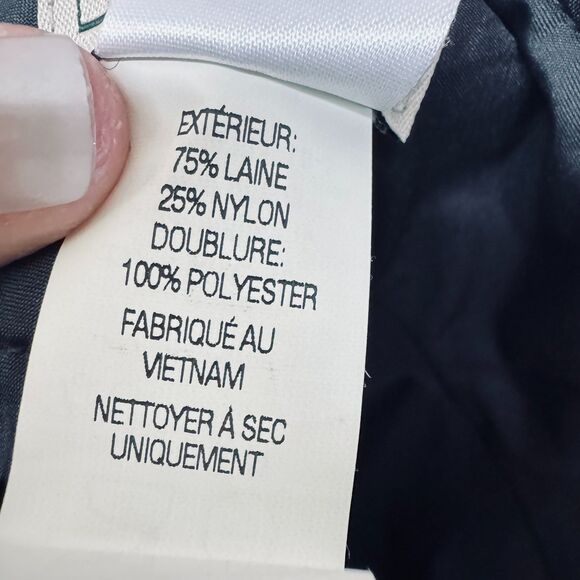 EXTÉRIEUR:
75% LAINE
25% NYLON
DOUBLURE:
100% POLYESTER
FABRIQUÉ AU
VIETNAM
NETTOYER À SEC
UNIQUEMENT